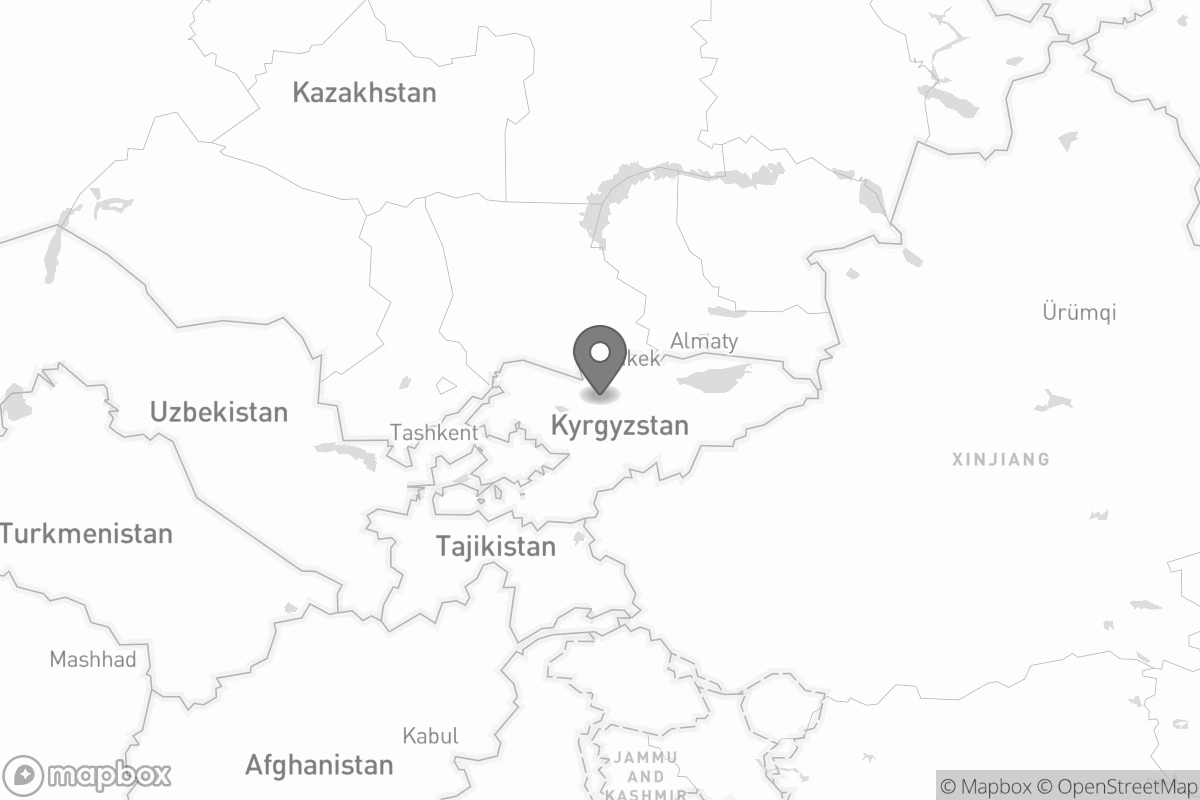 Kazakhstan
Ürümqi
Almaty
kek
Uzbekistan
Kyrgyzstan
Tashkent
XINJIANG
Turkmenistan
Tajikistan
Mashhad
Kabul
JAMMU
AND
KASHMIR
Afghanistan
mapbox
© Mapbox © OpenStreetMap